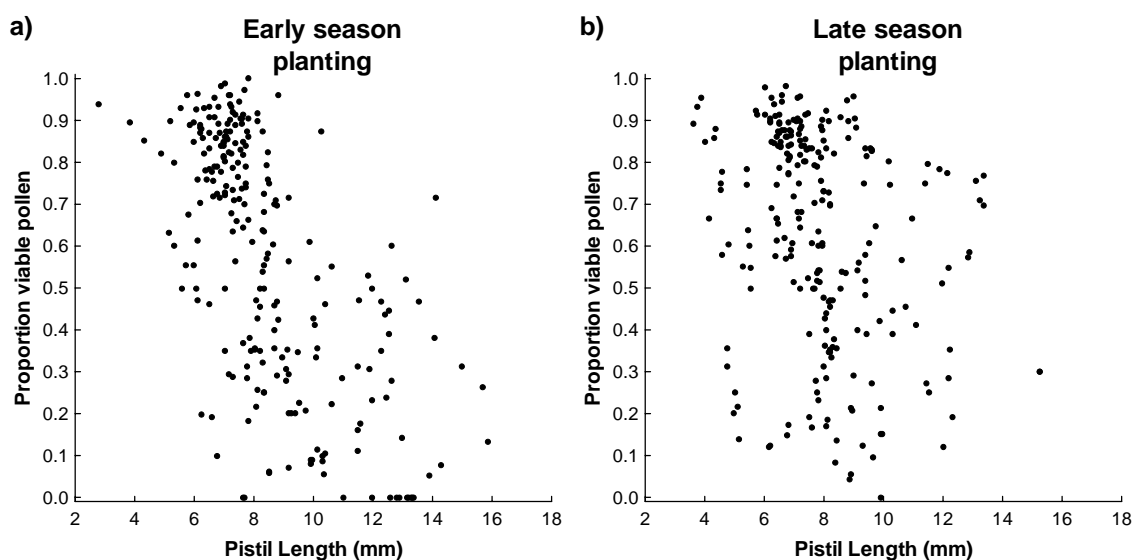 a)
Early season
planting
Proportion viable pollen
1.0
0.9
0.8
0.7
0.6
0.5
0.4
0.3
0.2
0.1
0.0
2 4 6 8 10 12 14 16 18
Pistil Length (mm)
b)
Late season
planting
Proportion viable pollen
1.0
0.9
0.8
0.7
0.6
0.5
0.4
0.3
0.2
0.1
0.0
2 4 6 8 10 12 14 16 18
Pistil Length (mm)